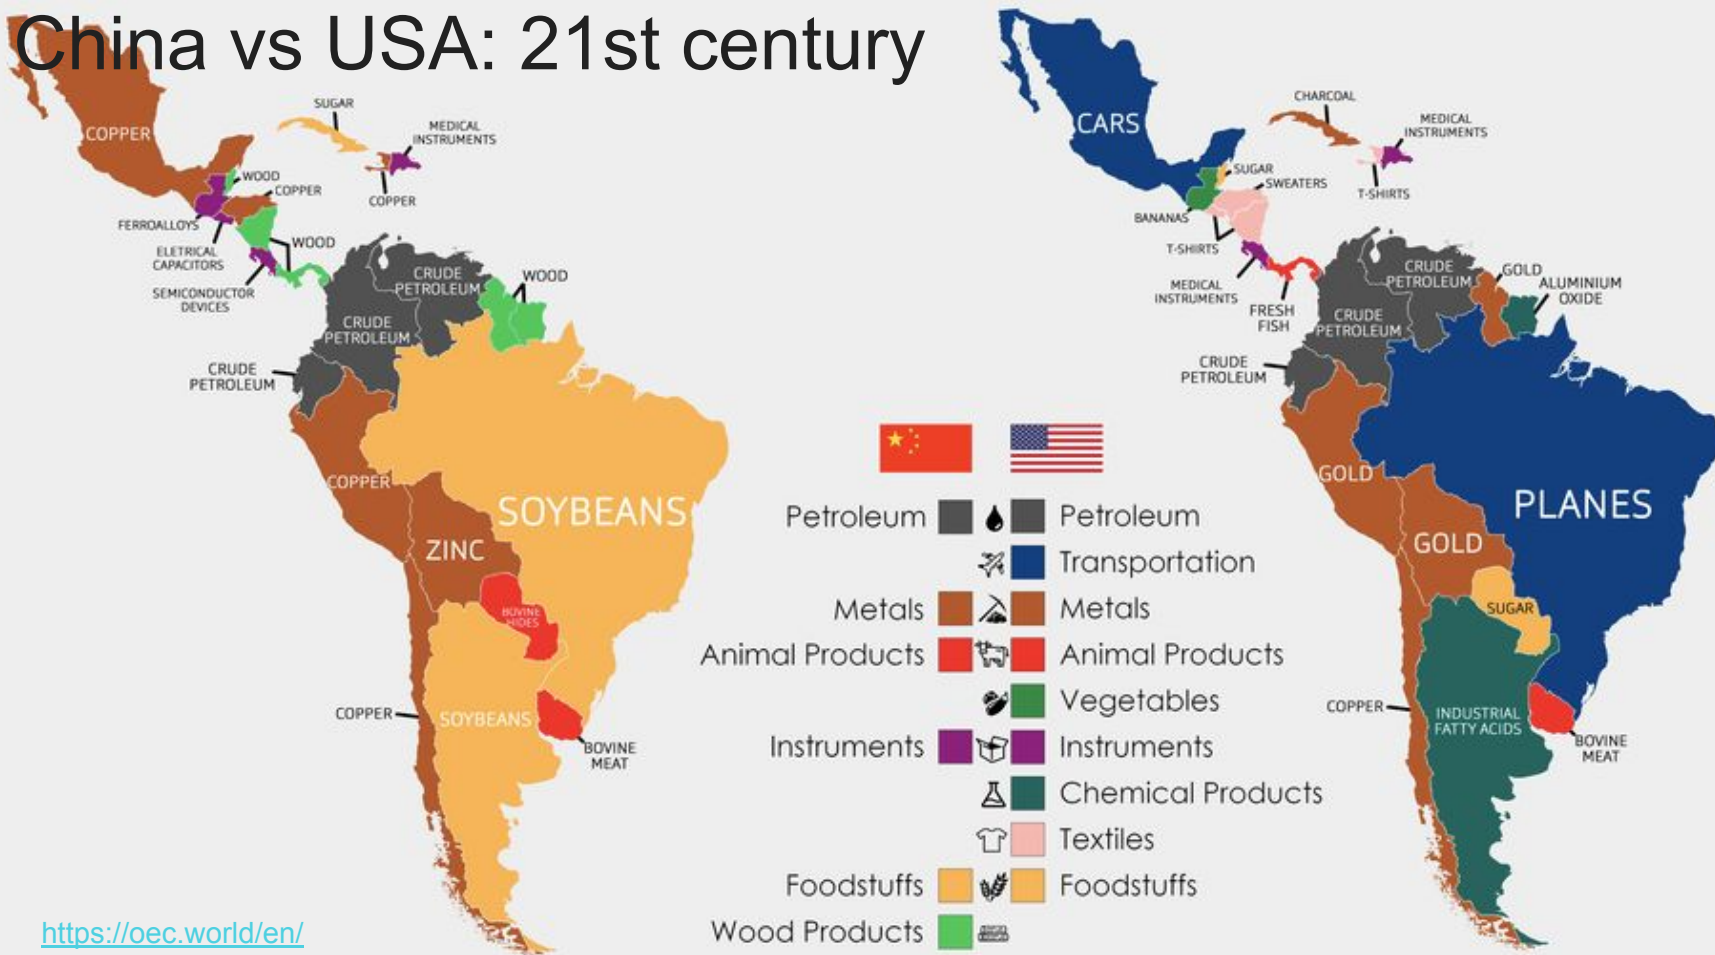 China vs USA: 21st century
COPPER
SUGAR
MEDICAL
INSTRUMENTS
WOOD
COPPER
COPPER
FERROALLOYS
ELETRICAL
CAPACITORS
WOOD
SEMICONDUCTOR
DEVICES
CRUDE
PETROLEUM
WOOD
CRUDE
PETROLEUM
CRUDE
PETROLEUM
COPPER
SOYBEANS
ZINC
BOVINE
HIDES
COPPER
SOYBEANS
BOVINE
MEAT
https://oec.world/en/
Petroleum
Petroleum
Transportation
Metals
Metals
Animal Products
Animal Products
Vegetables
Instruments
Instruments
Chemical Products
Textiles
Foodstuffs
Foodstuffs
Wood Products
CARS
CHARCOAL
MEDICAL
INSTRUMENTS
SUGAR
SWEATERS
T-SHIRTS
BANANAS
T-SHIRTS
MEDICAL
INSTRUMENTS
FRESH
FISH
CRUDE
PETROLEUM
GOLD
ALUMINIUM
OXIDE
CRUDE
PETROLEUM
CRUDE
PETROLEUM
GOLD
PLANES
GOLD
SUGAR
COPPER
INDUSTRIAL
FATTY ACIDS
BOVINE
MEAT